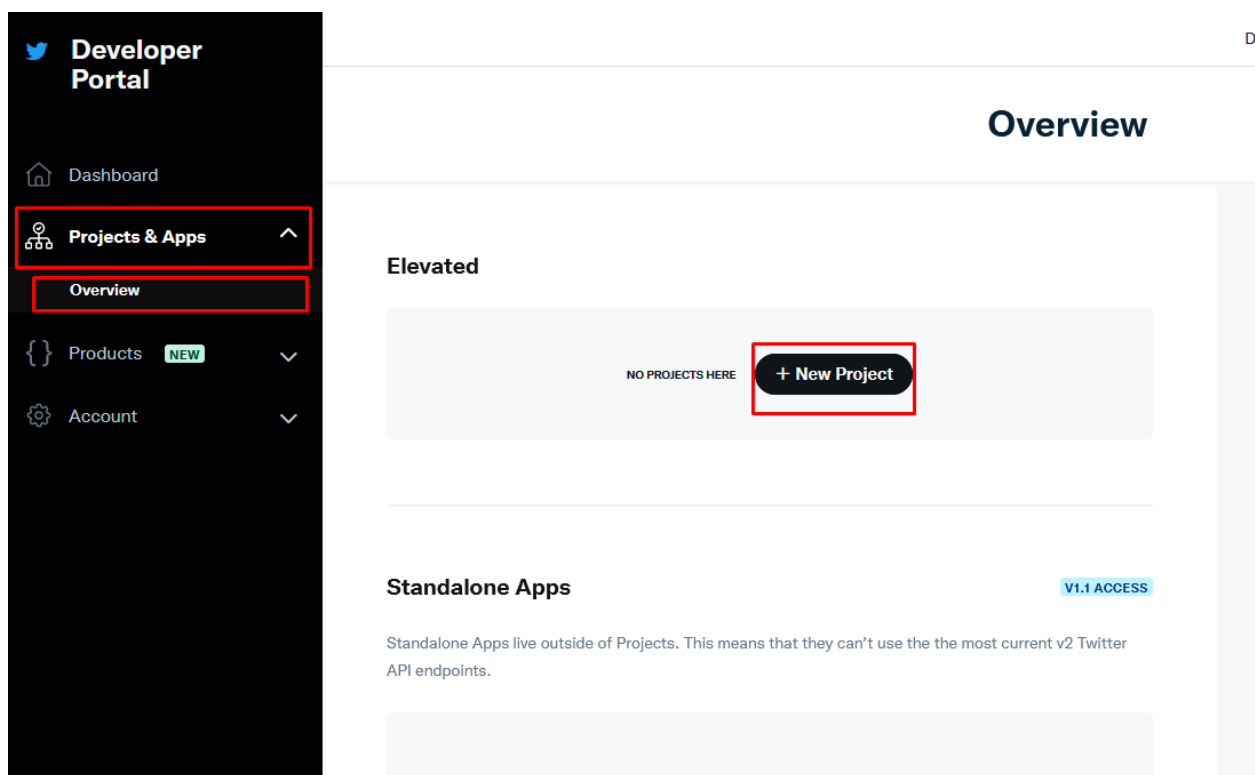 Developer
Portal
D
Overview
Dashboard
Projects & Apps
Overview
Products NEW
Account
Elevated
NO PROJECTS HERE + New Project
Standalone Apps V1.1 ACCESS
Standalone Apps live outside of Projects. This means that they can't use the the most current v2 Twitter
API endpoints.